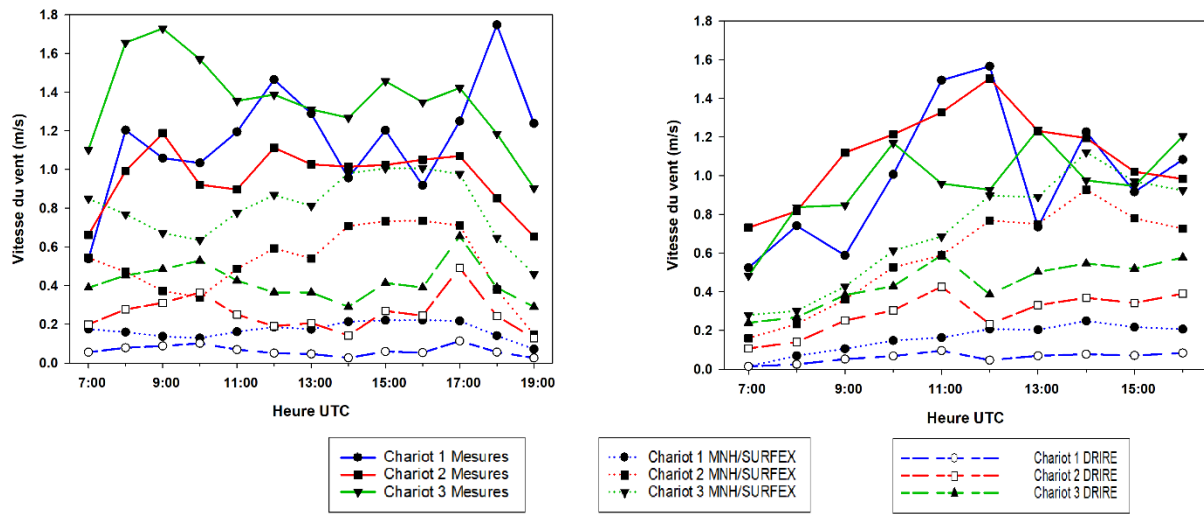 1.8
1.6
1.4
1.2
1.0
0.8
0.6
0.4
0.2
0.0
Vitesse du vent (m/s)
7:00 9:00 11:00 13:00 15:00 17:00 19:00
Heure UTC
1.8
1.6
1.4
1.2
1.0
0.8
0.6
0.4
0.2
0.0
Vitesse du vent (m/s)
7:00 9:00 11:00 13:00 15:00
Heure UTC
Chariot 1 Mesures
Chariot 2 Mesures
Chariot 3 Mesures
Chariot 1 MNH/SURFEX
Chariot 2 MNH/SURFEX
Chariot 3 MNH/SURFEX
Chariot 1 DRIRE
Chariot 2 DRIRE
Chariot 3 DRIRE